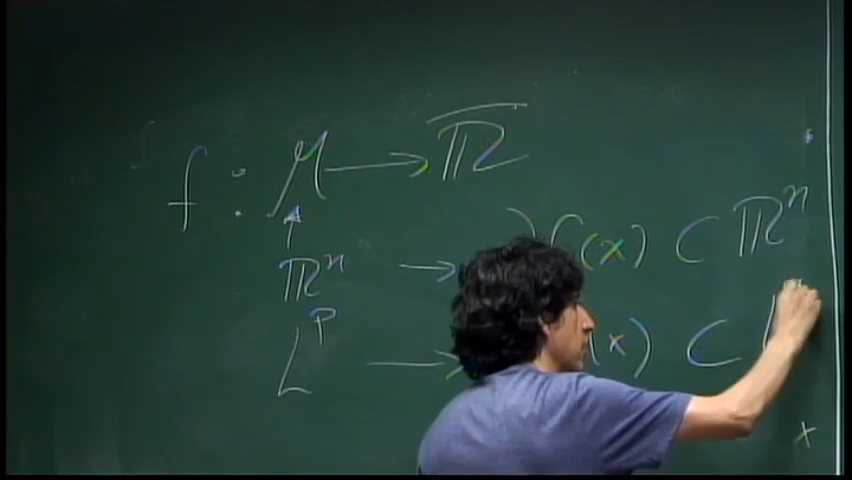 f : M → ℝ̅
ℝⁿ → ∂f(x) ⊂ ℝⁿ
Lᵖ → (x) ⊂ L